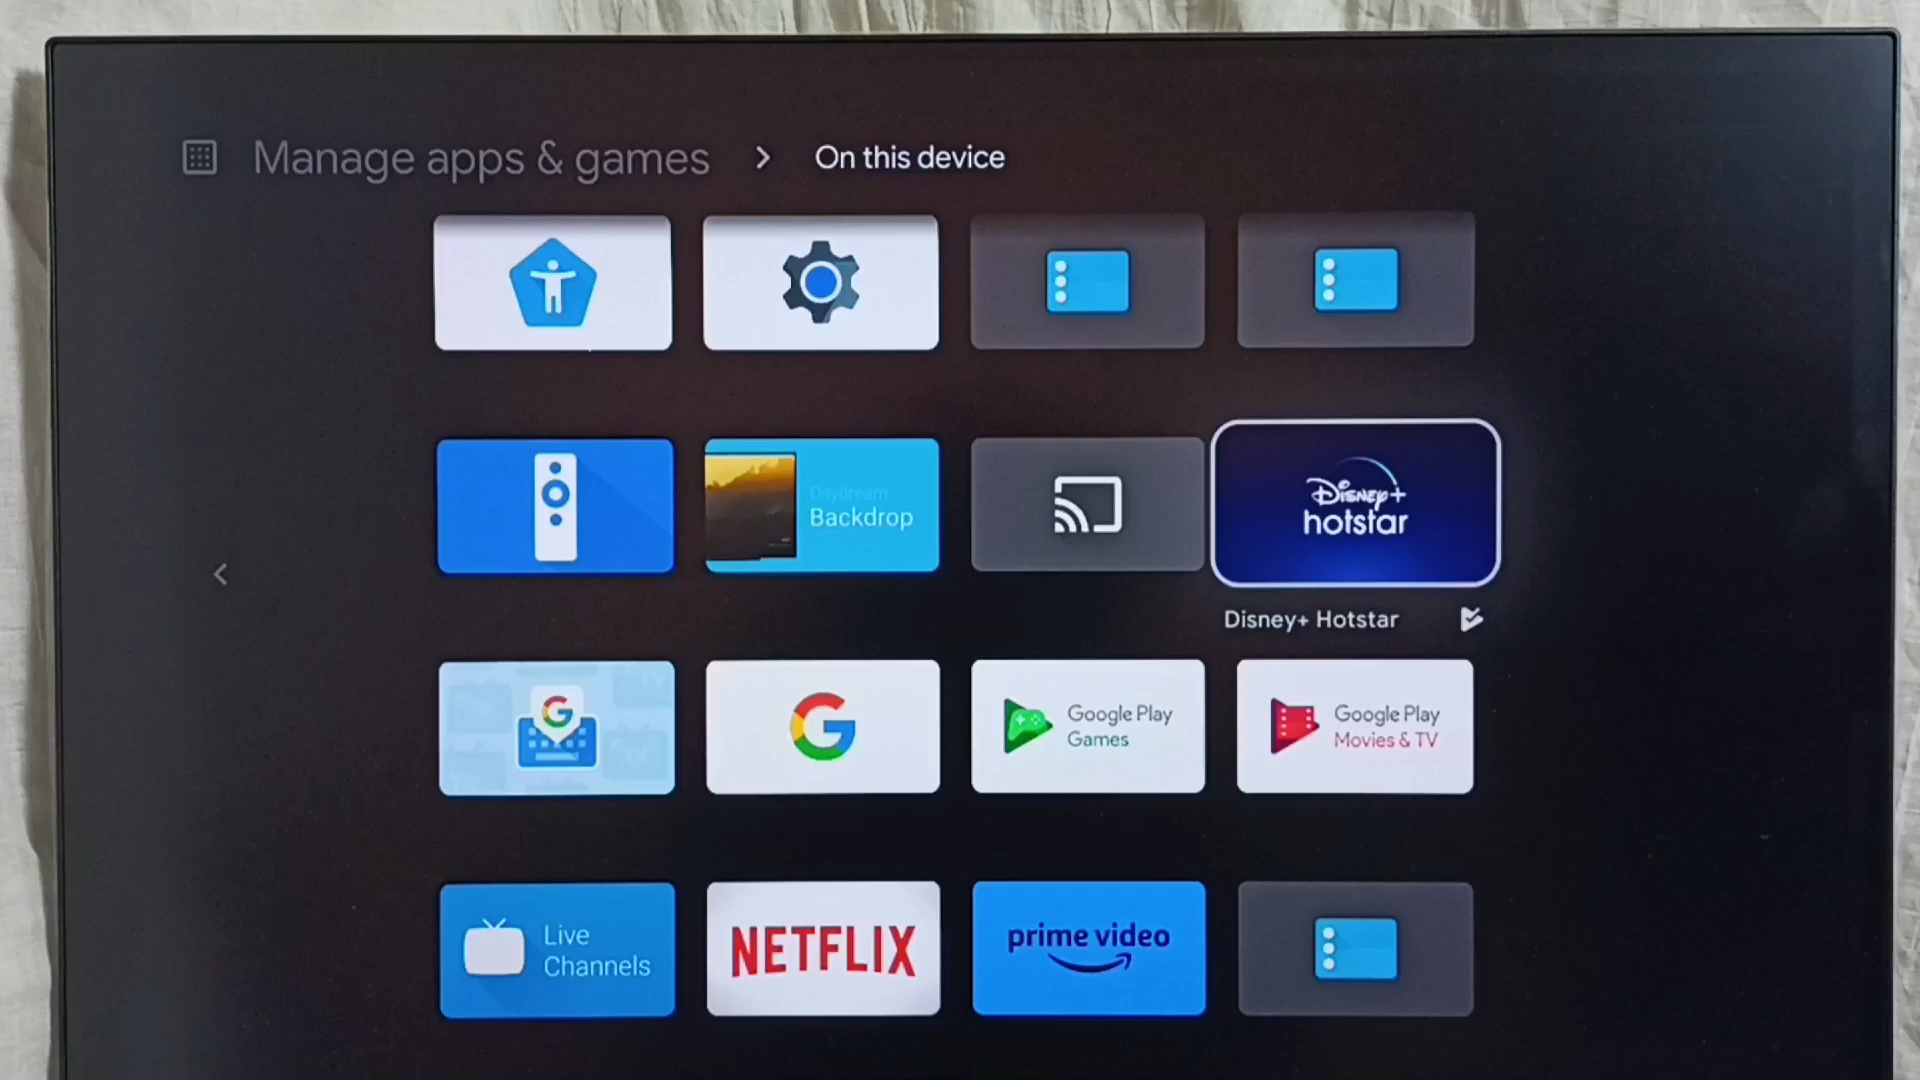 Manage apps & games > On this device
Daydream
Backdrop
Disney+
hotstar
Disney+ Hotstar
G
G
Google Play
Games
Google Play
Movies & TV
Live
Channels
NETFLIX
prime video